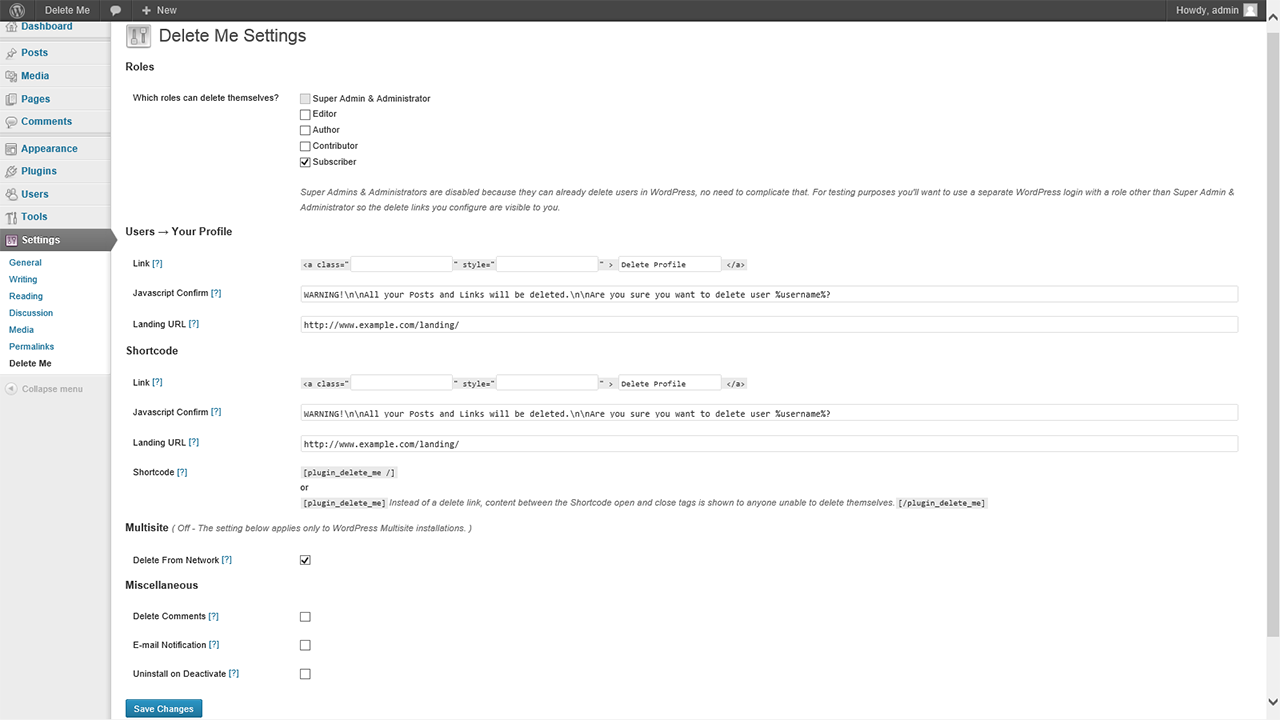 Delete Me New Howdy, admin
Dashboard
Posts
Media
Pages
Comments
Appearance
Plugins
Users
Tools
Settings
General
Writing
Reading
Discussion
Media
Permalinks
Delete Me
Collapse menu
Delete Me Settings
Roles
Which roles can delete themselves?
Super Admin & Administrator
Editor
Author
Contributor
Subscriber
Super Admins & Administrators are disabled because they can already delete users in WordPress, no need to complicate that. For testing purposes you'll want to use a separate WordPress login with a role other than Super Admin &
Administrator so the delete links you configure are visible to you.
Users → Your Profile
Link [?] <a class=" " style=" " > Delete Profile </a>
Javascript Confirm [?] WARNING!\n\nAll your Posts and Links will be deleted.\n\nAre you sure you want to delete user %username%?
Landing URL [?] http://www.example.com/landing/
Shortcode
Link [?] <a class=" " style=" " > Delete Profile </a>
Javascript Confirm [?] WARNING!\n\nAll your Posts and Links will be deleted.\n\nAre you sure you want to delete user %username%?
Landing URL [?] http://www.example.com/landing/
Shortcode [?] [plugin_delete_me /]
or
[plugin_delete_me] Instead of a delete link, content between the Shortcode open and close tags is shown to anyone unable to delete themselves. [/plugin_delete_me]
Multisite ( Off - The setting below applies only to WordPress Multisite installations. )
Delete From Network [?]
Miscellaneous
Delete Comments [?]
E-mail Notification [?]
Uninstall on Deactivate [?]
Save Changes